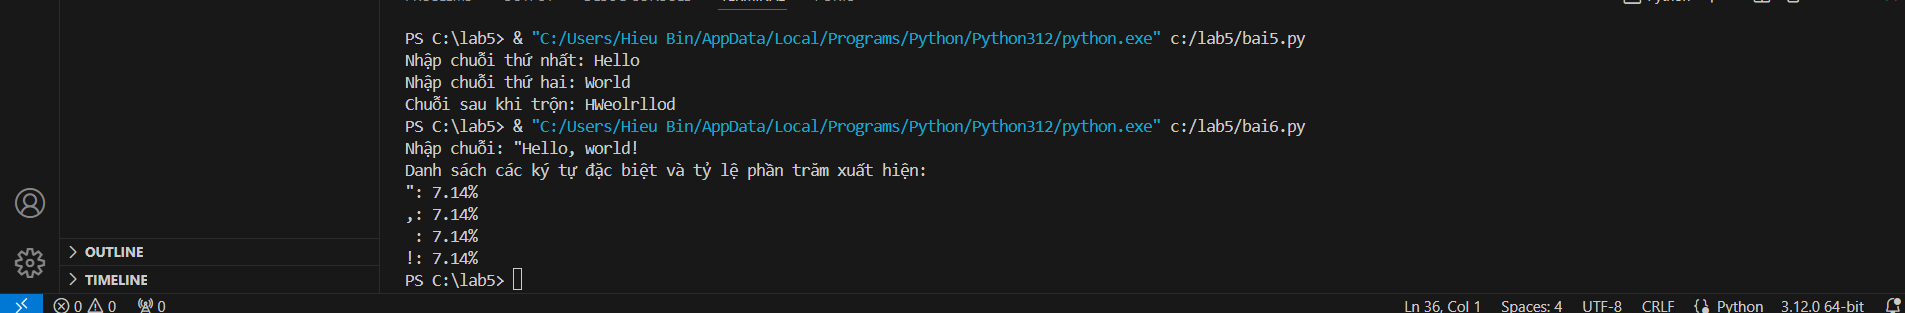 TERMINAL
PS C:\lab5> & "C:/Users/Hieu Bin/AppData/Local/Programs/Python/Python312/python.exe" c:/lab5/bai5.py
Nhập chuỗi thứ nhất: Hello
Nhập chuỗi thứ hai: World
Chuỗi sau khi trộn: HWeolrllod
PS C:\lab5> & "C:/Users/Hieu Bin/AppData/Local/Programs/Python/Python312/python.exe" c:/lab5/bai6.py
Nhập chuỗi: "Hello, world!
Danh sách các ký tự đặc biệt và tỷ lệ phần trăm xuất hiện:
": 7.14%
,: 7.14%
 : 7.14%
!: 7.14%
PS C:\lab5>
OUTLINE
TIMELINE
0 0 0 Ln 36, Col 1 Spaces: 4 UTF-8 CRLF Python 3.12.0 64-bit